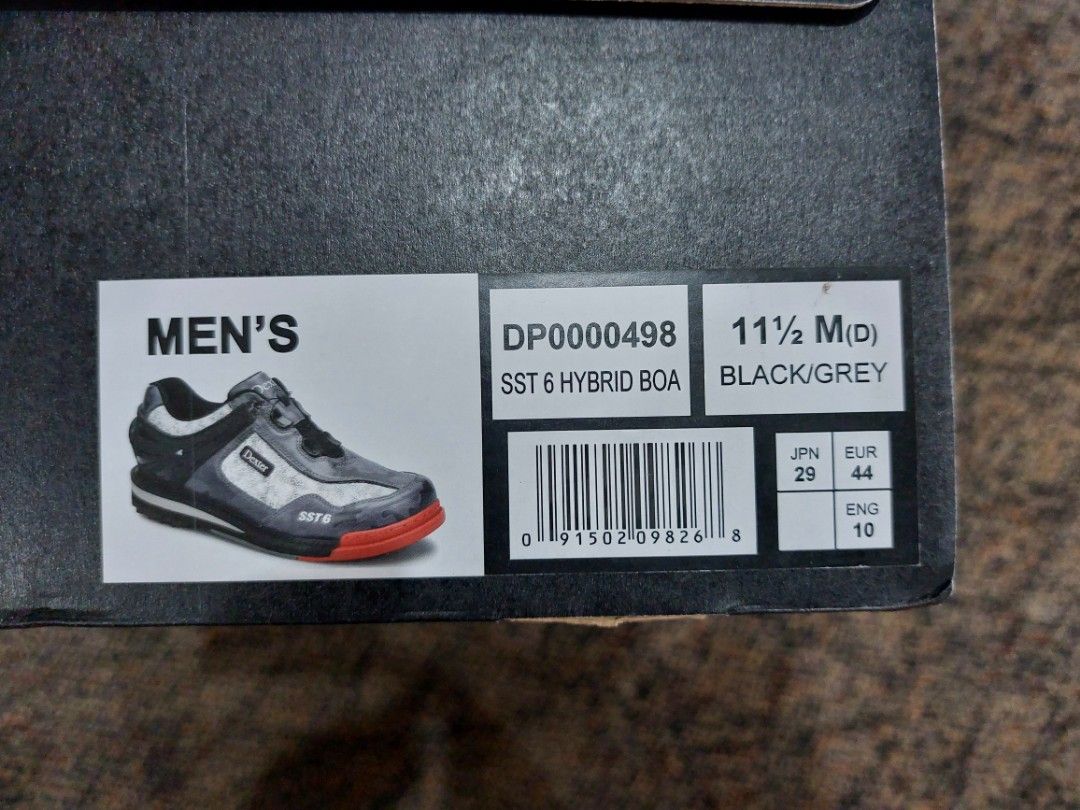 MEN'S
Dexter
SST 6
DP0000498
SST 6 HYBRID BOA
11½ M(D)
BLACK/GREY
0 91502 09826 8
JPN
29
EUR
44
ENG
10